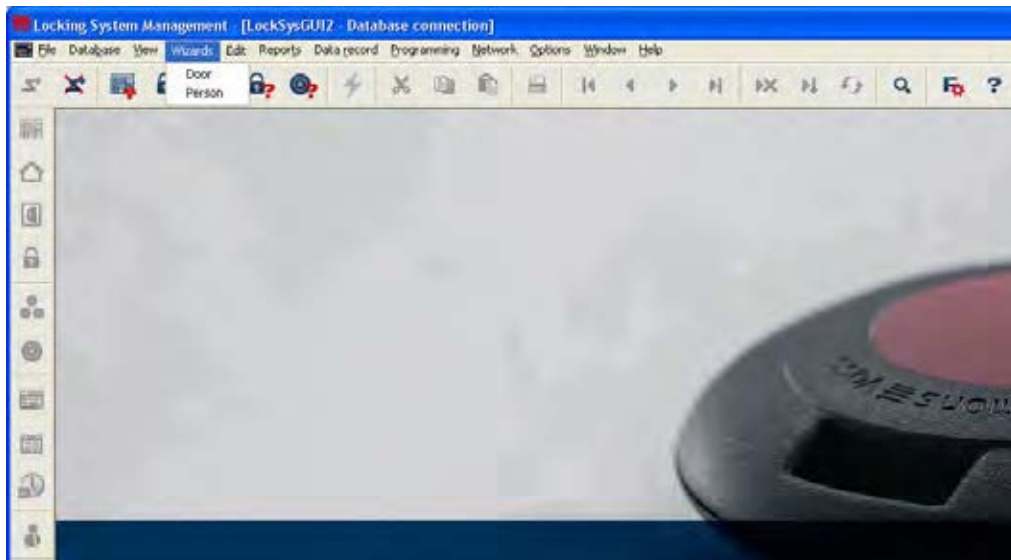 Locking System Management - [LockSysGUI2 - Database connection]
File Database View Wizards Edit Reports Data record Programming Network Options Window Help
Door
Person